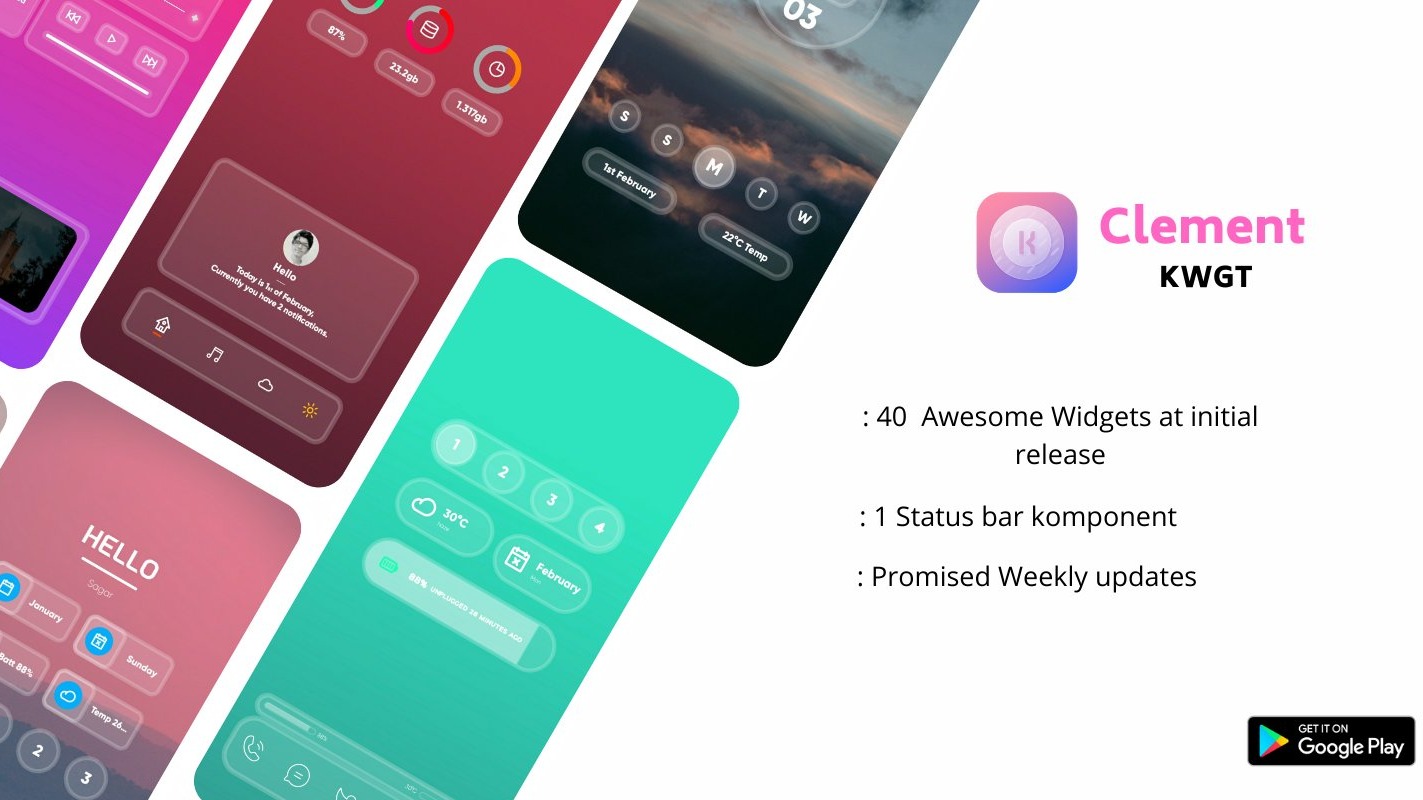 87%
23.2gb
1.317gb
Hello
Today is 1st of February,
Currently you have 2 notifications.
03
S
S
M
T
W
1st February
22°C Temp
Clement
KWGT
: 40  Awesome Widgets at initial
release
: 1 Status bar komponent
: Promised Weekly updates
1
2
3
4
30°C
haze
February
Mon
88% UNPLUGGED 28 MINUTES AGO
HELLO
Sagar
January
Sunday
Batt 88%
Temp 26...
2
3
GET IT ON
Google Play